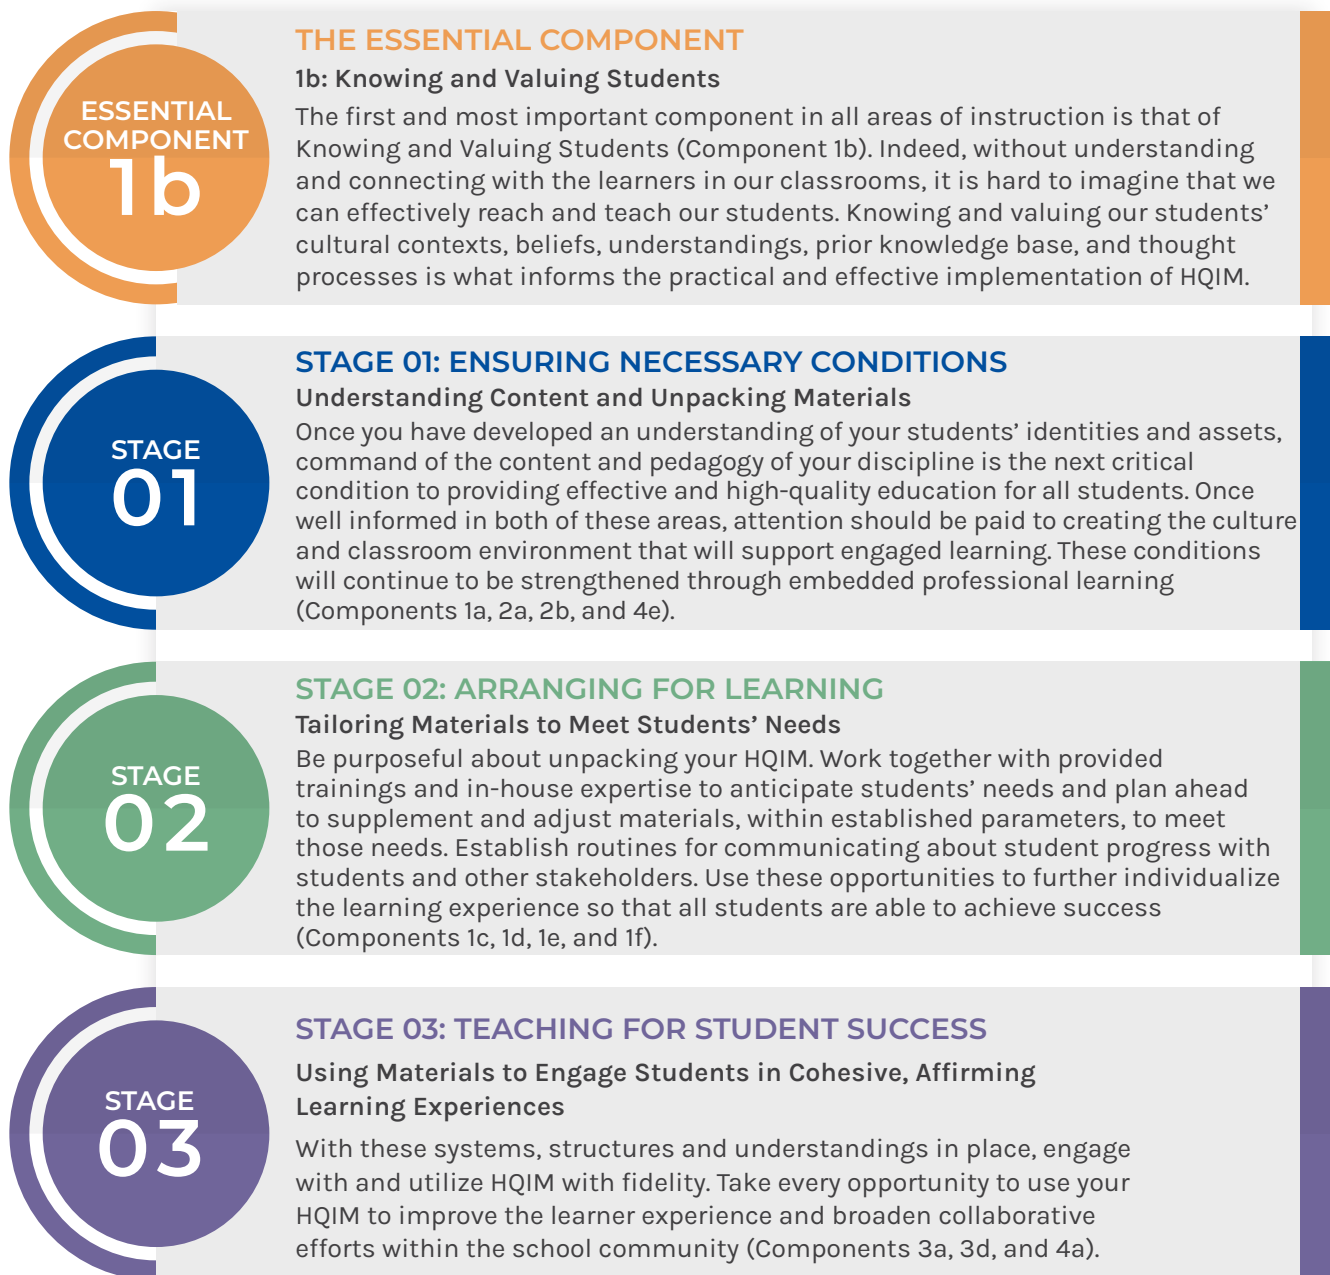 ESSENTIAL
COMPONENT
1b
THE ESSENTIAL COMPONENT
1b: Knowing and Valuing Students
The first and most important component in all areas of instruction is that of
Knowing and Valuing Students (Component 1b). Indeed, without understanding
and connecting with the learners in our classrooms, it is hard to imagine that we
can effectively reach and teach our students. Knowing and valuing our students’
cultural contexts, beliefs, understandings, prior knowledge base, and thought
processes is what informs the practical and effective implementation of HQIM.
STAGE
01
STAGE 01: ENSURING NECESSARY CONDITIONS
Understanding Content and Unpacking Materials
Once you have developed an understanding of your students’ identities and assets,
command of the content and pedagogy of your discipline is the next critical
condition to providing effective and high-quality education for all students. Once
well informed in both of these areas, attention should be paid to creating the culture
and classroom environment that will support engaged learning. These conditions
will continue to be strengthened through embedded professional learning
(Components 1a, 2a, 2b, and 4e).
STAGE
02
STAGE 02: ARRANGING FOR LEARNING
Tailoring Materials to Meet Students’ Needs
Be purposeful about unpacking your HQIM. Work together with provided
trainings and in-house expertise to anticipate students’ needs and plan ahead
to supplement and adjust materials, within established parameters, to meet
those needs. Establish routines for communicating about student progress with
students and other stakeholders. Use these opportunities to further individualize
the learning experience so that all students are able to achieve success
(Components 1c, 1d, 1e, and 1f).
STAGE
03
STAGE 03: TEACHING FOR STUDENT SUCCESS
Using Materials to Engage Students in Cohesive, Affirming
Learning Experiences
With these systems, structures and understandings in place, engage
with and utilize HQIM with fidelity. Take every opportunity to use your
HQIM to improve the learner experience and broaden collaborative
efforts within the school community (Components 3a, 3d, and 4a).